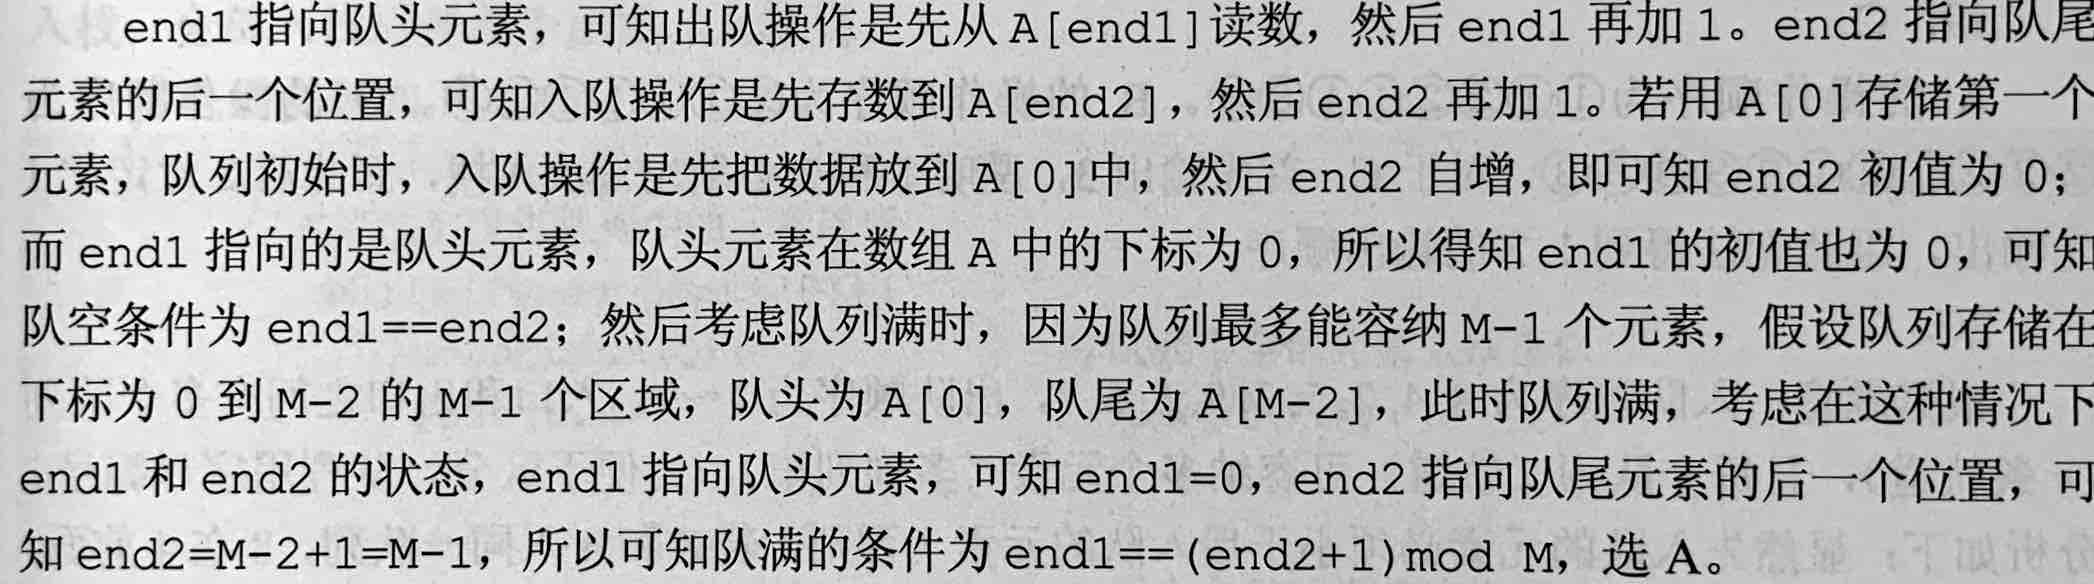 end1 指向队头元素，可知出队操作是先从 A[end1]读数，然后 end1 再加 1。end2 指向队尾
元素的后一个位置，可知入队操作是先存数到 A[end2]，然后 end2 再加 1。若用 A[0]存储第一个
元素，队列初始时，入队操作是先把数据放到 A[0]中，然后 end2 自增，即可知 end2 初值为 0；
而 end1 指向的是队头元素，队头元素在数组 A 中的下标为 0，所以得知 end1 的初值也为 0，可知
队空条件为 end1==end2；然后考虑队列满时，因为队列最多能容纳 M-1 个元素，假设队列存储在
下标为 0 到 M-2 的 M-1 个区域，队头为 A[0]，队尾为 A[M-2]，此时队列满，考虑在这种情况下
end1 和 end2 的状态，end1 指向队头元素，可知 end1=0，end2 指向队尾元素的后一个位置，可
知 end2=M-2+1=M-1，所以可知队满的条件为 end1==(end2+1)mod M，选 A。